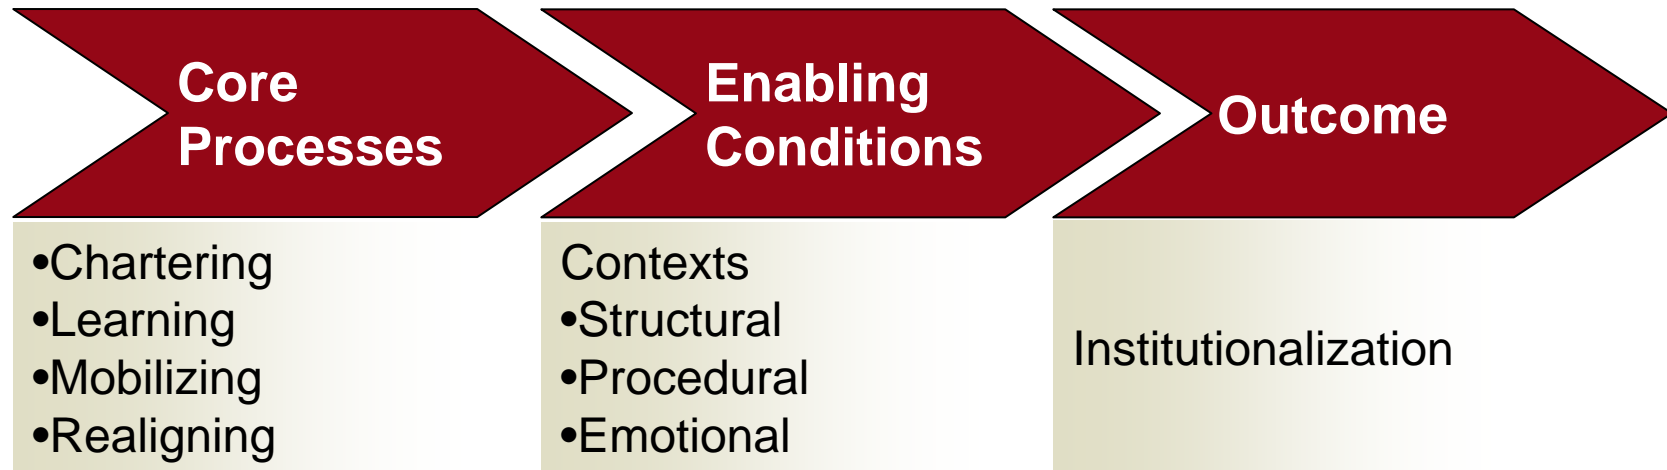 Core
Processes
Enabling
Conditions
Outcome
•Chartering
•Learning
•Mobilizing
•Realigning
Contexts
•Structural
•Procedural
•Emotional
Institutionalization